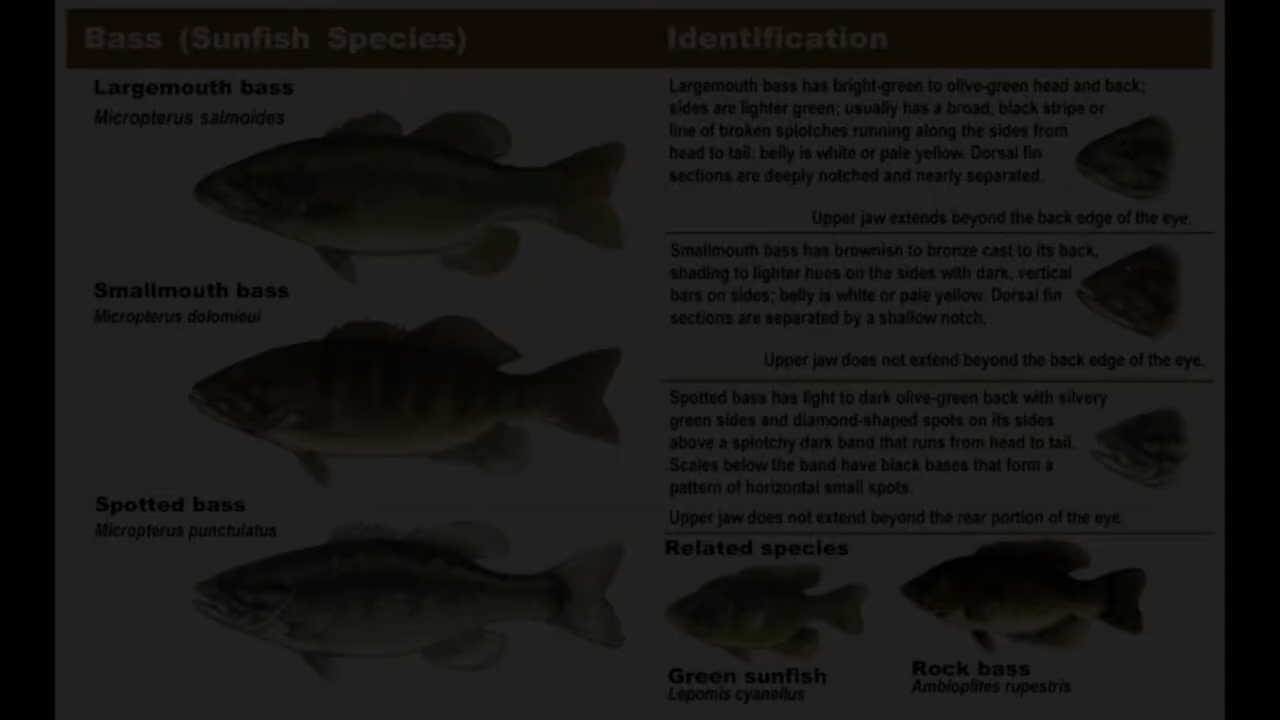 Bass (Sunfish Species)
Identification
Largemouth bass
Micropterus salmoides
Largemouth bass has bright-green to olive-green head and back;
sides are lighter green; usually has a broad, black stripe or
line of broken splotches running along the sides from
head to tail; belly is white or pale yellow. Dorsal fin
sections are deeply notched and nearly separated.
Upper jaw extends beyond the back edge of the eye.
Smallmouth bass
Micropterus dolomieui
Smallmouth bass has brownish to bronze cast to its back,
shading to lighter hues on the sides with dark, vertical
bars on sides; belly is white or pale yellow. Dorsal fin
sections are separated by a shallow notch.
Upper jaw does not extend beyond the back edge of the eye.
Spotted bass
Micropterus punctulatus
Spotted bass has light to dark olive-green back with silvery
green sides and diamond-shaped spots on its sides
above a splotchy dark band that runs from head to tail.
Scales below the band have black bases that form a
pattern of horizontal small spots.
Upper jaw does not extend beyond the rear portion of the eye
Related species
Green sunfish
Lepomis cyanellus
Rock bass
Ambloplites rupestris